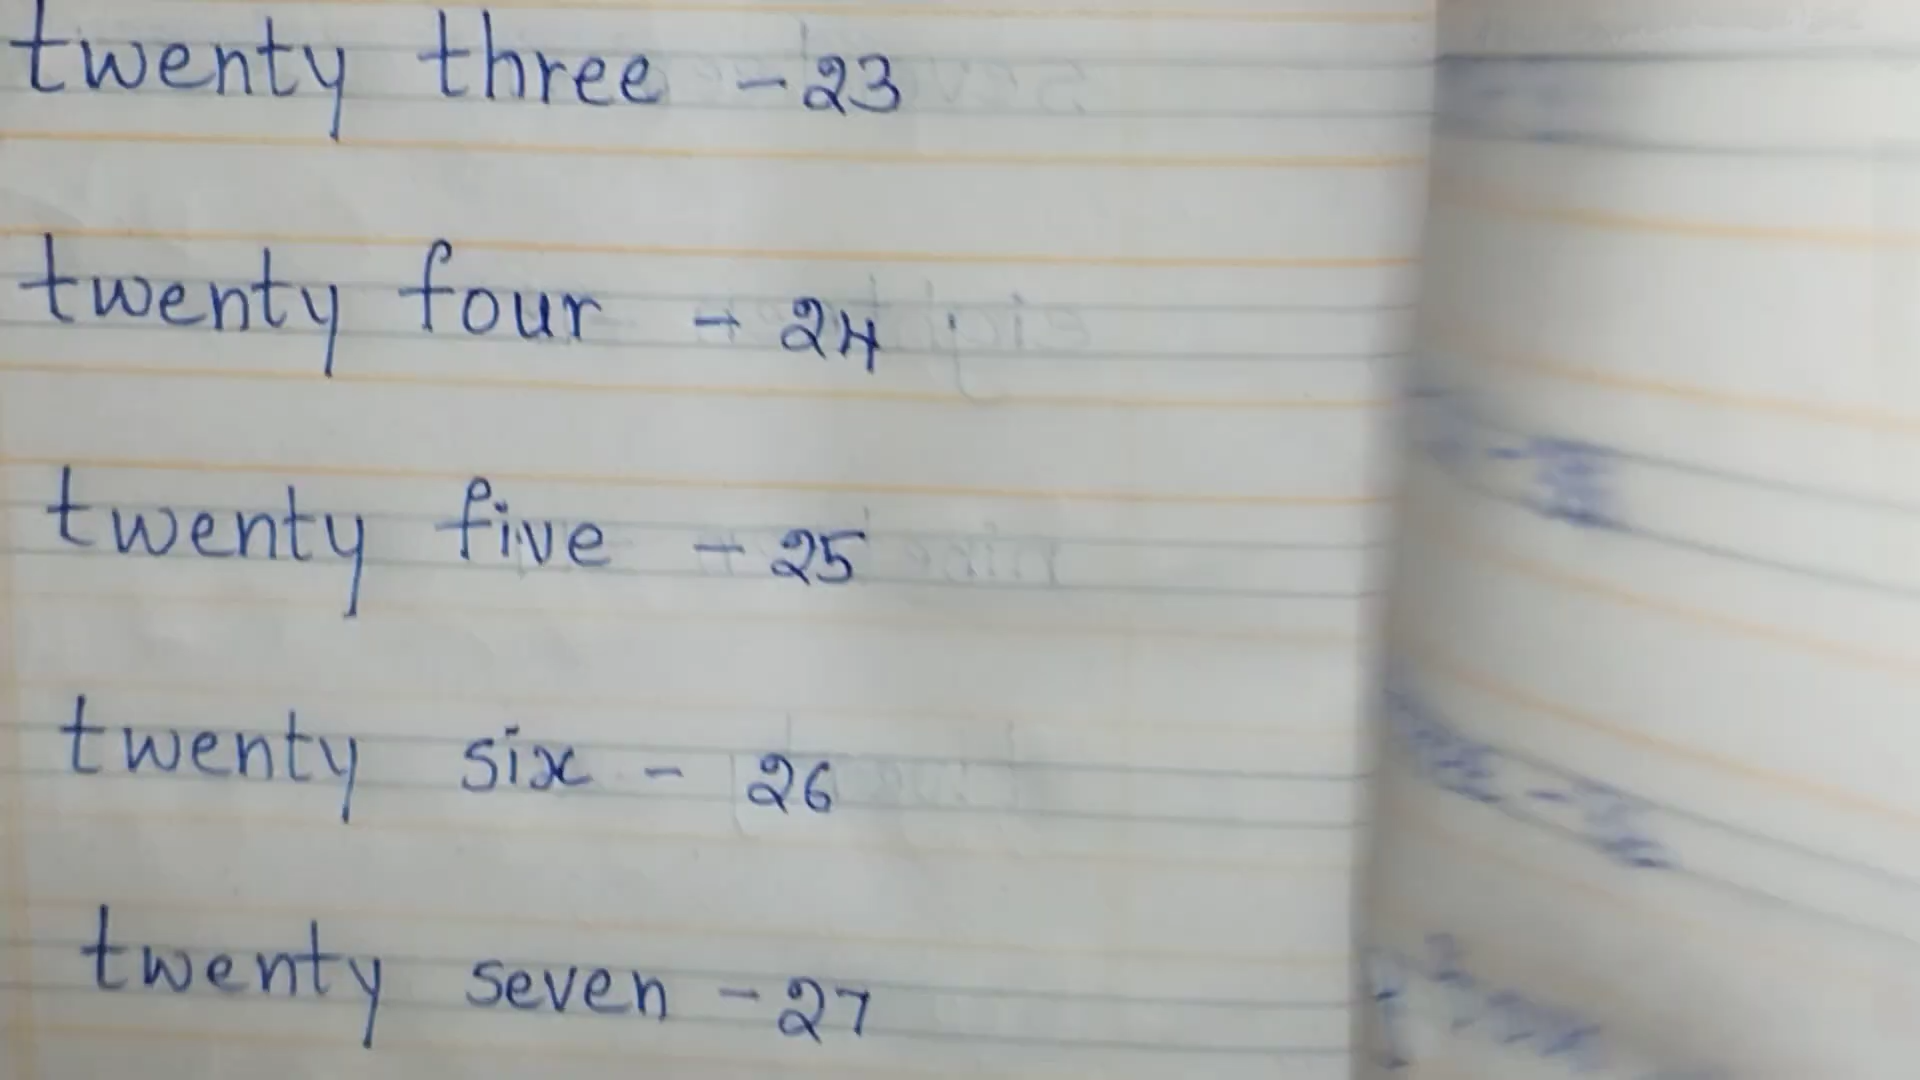 twenty three - 23
twenty four - 24
twenty five - 25
twenty six - 26
twenty seven - 27